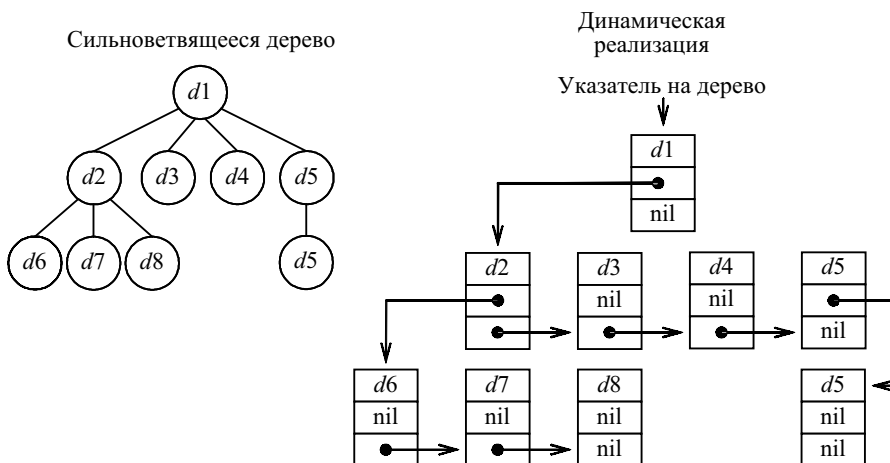 Сильноветвящееся дерево
d1
d2 d3 d4 d5
d6 d7 d8 d5
Динамическая
реализация
Указатель на дерево
d1
nil
d2 d3 d4 d5
nil nil
nil
d6 d7 d8 d5
nil nil nil nil
nil nil